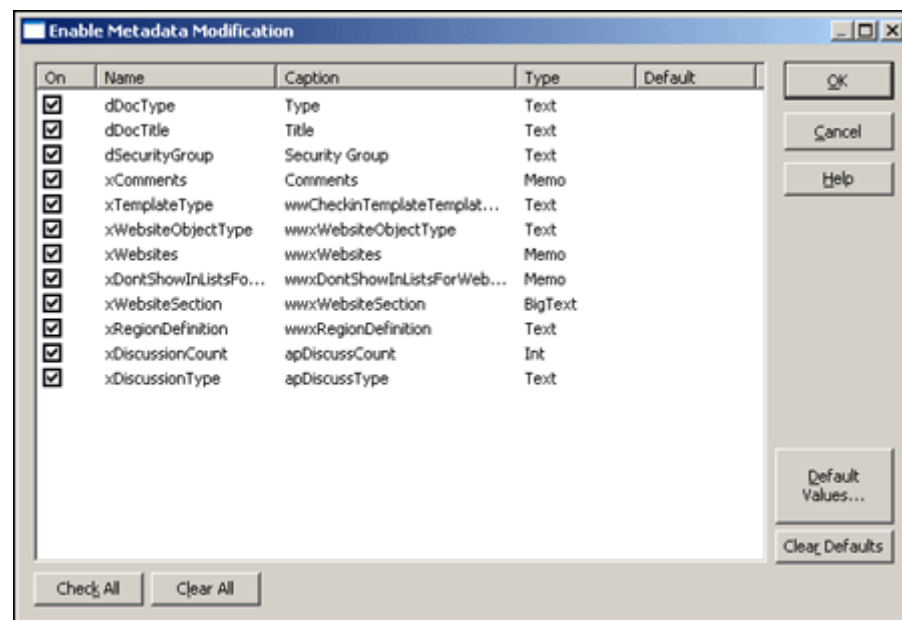 Enable Metadata Modification
On Name Caption Type Default
dDocType Type Text
dDocTitle Title Text
dSecurityGroup Security Group Text
xComments Comments Memo
xTemplateType wwCheckinTemplateTemplat... Text
xWebsiteObjectType wwxWebsiteObjectType Text
xWebsites wwxWebsites Memo
xDontShowInListsFo... wwxDontShowInListsForWeb... Memo
xWebsiteSection wwxWebsiteSection BigText
xRegionDefinition wwxRegionDefinition Text
xDiscussionCount apDiscussCount Int
xDiscussionType apDiscussType Text
OK
Cancel
Help
Default
Values...
Clear Defaults
Check All Clear All